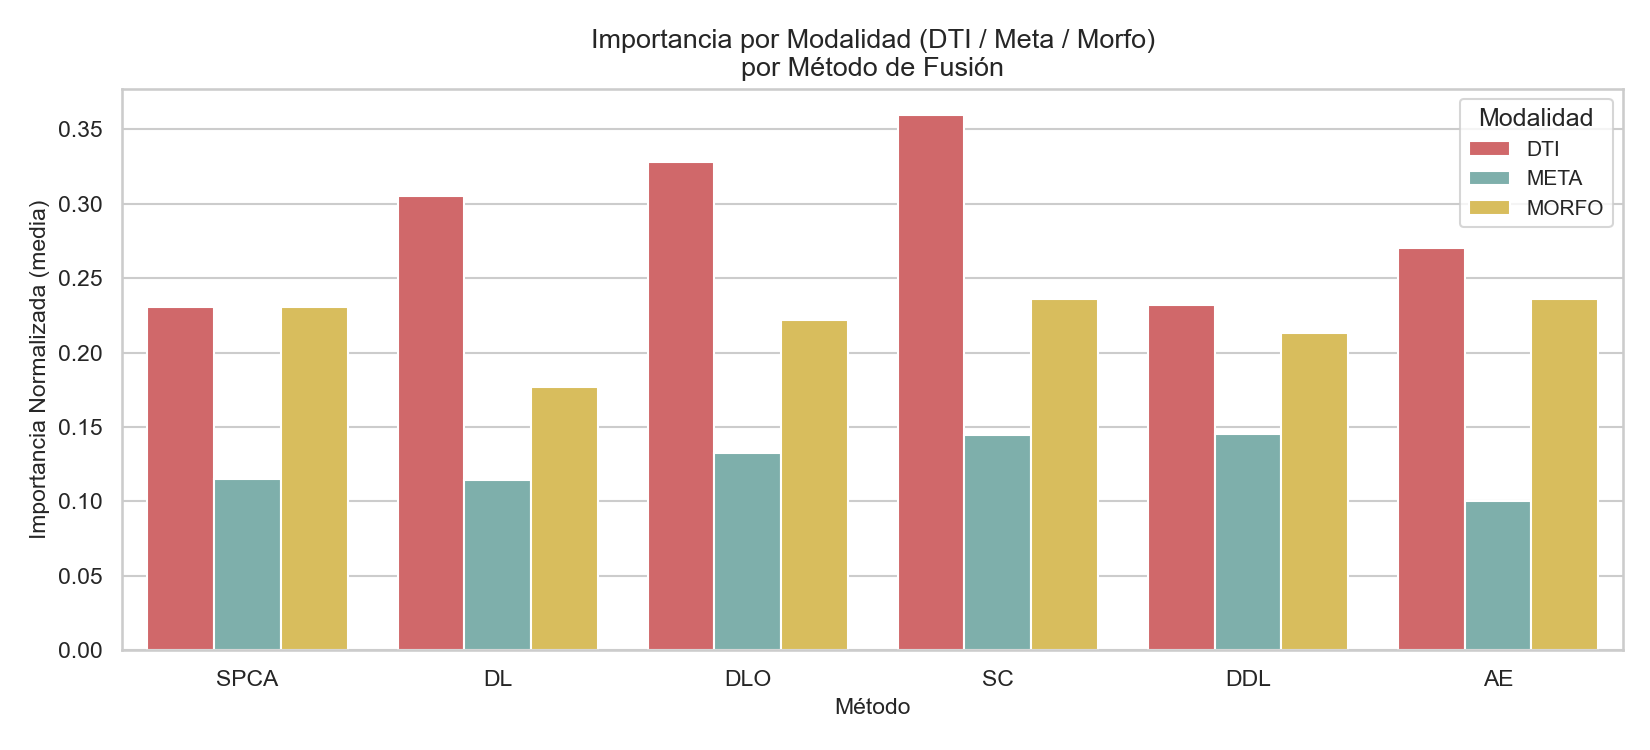 Importancia por Modalidad (DTI / Meta / Morfo)
por Método de Fusión
Importancia Normalizada (media)
0.35
0.30
0.25
0.20
0.15
0.10
0.05
0.00
Modalidad
DTI
META
MORFO
SPCA
DL
DLO
SC
DDL
AE
Método